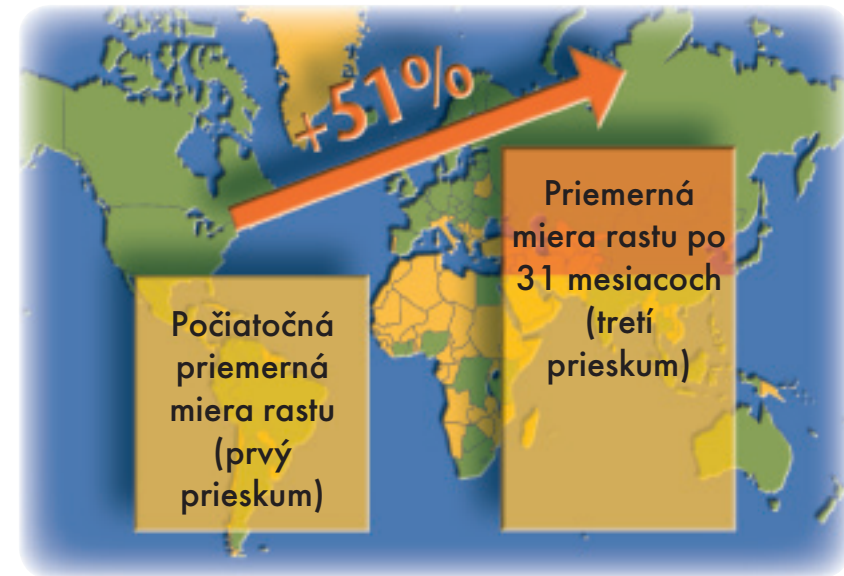 +51%
Počiatočná
priemerná
miera rastu
(prvý
prieskum)
Priemerná
miera rastu po
31 mesiacoch
(tretí
prieskum)